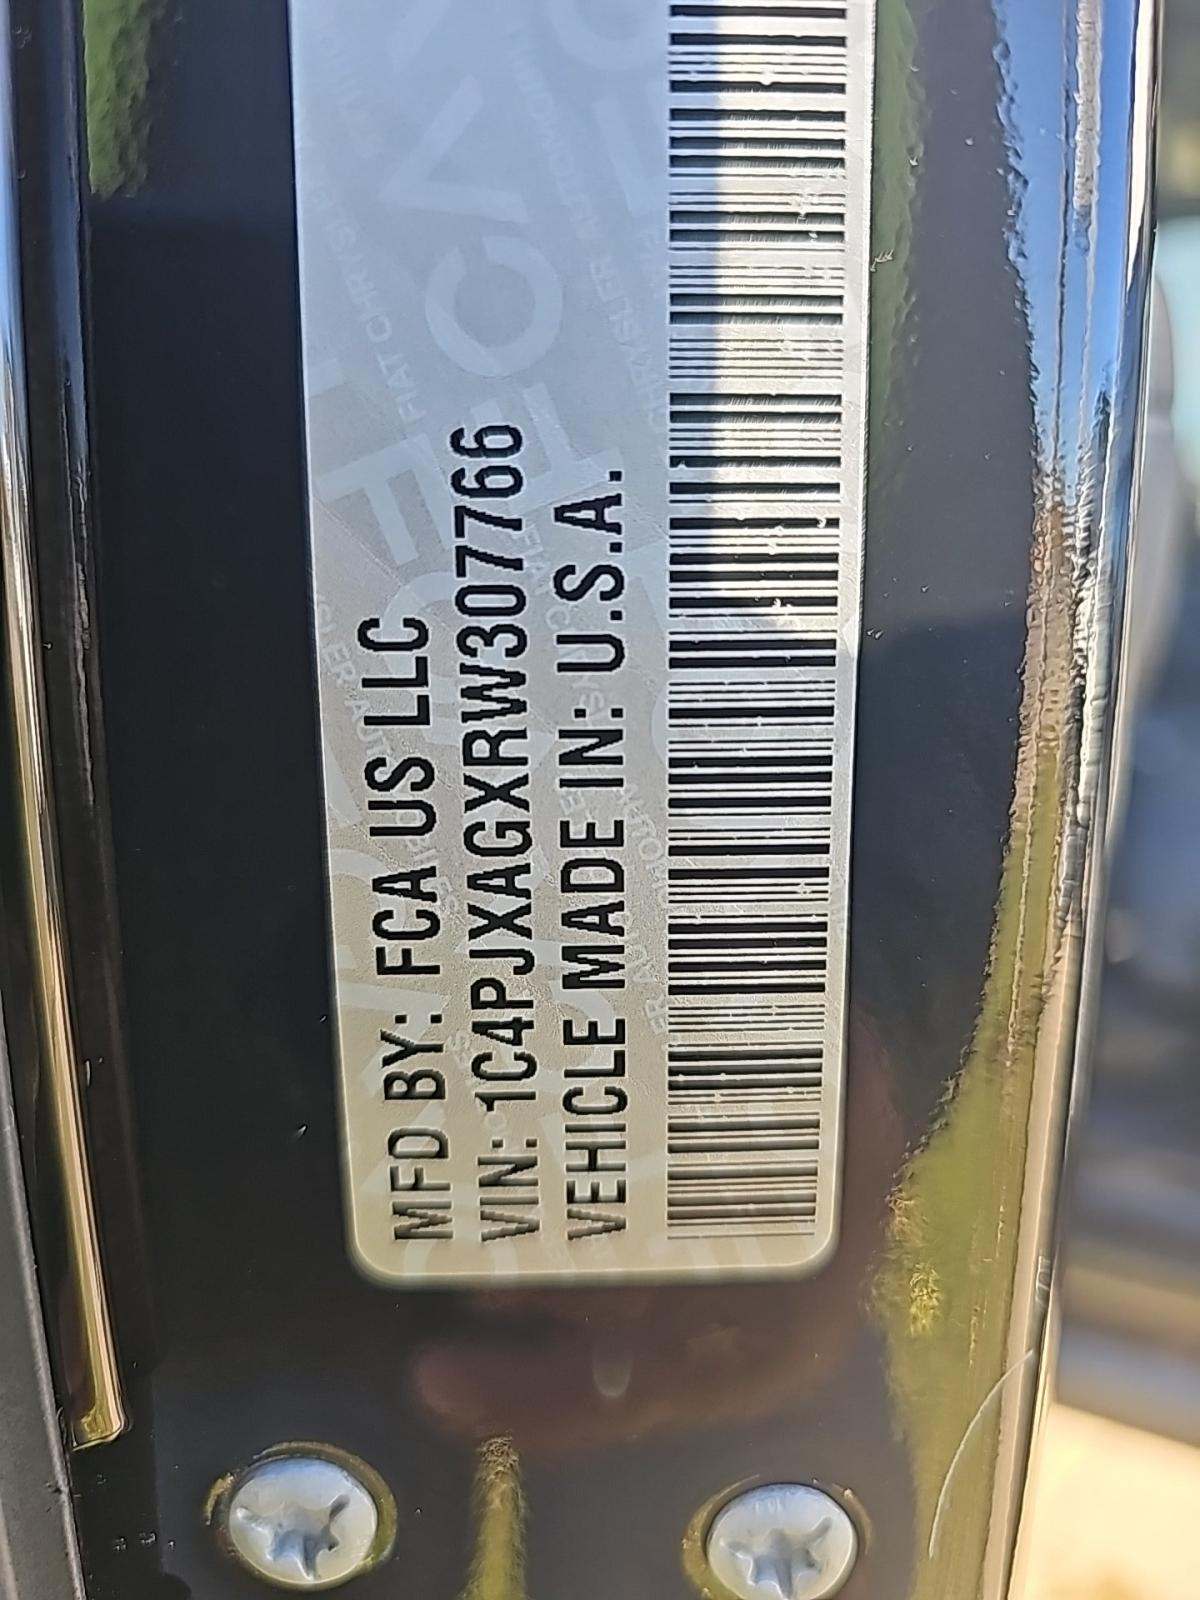 MFD BY: FCA US LLC
VIN: 1C4PJXAGXRW307766
VEHICLE MADE IN: U.S.A.